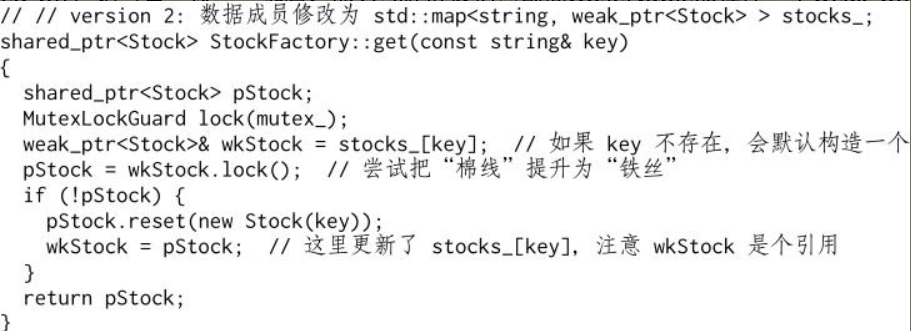 // // version 2: 数据成员修改为 std::map<string, weak_ptr<Stock> > stocks_;
shared_ptr<Stock> StockFactory::get(const string& key)
{
  shared_ptr<Stock> pStock;
  MutexLockGuard lock(mutex_);
  weak_ptr<Stock>& wkStock = stocks_[key];  // 如果 key 不存在，会默认构造一个
  pStock = wkStock.lock();  // 尝试把“棉线”提升为“铁丝”
  if (!pStock) {
    pStock.reset(new Stock(key));
    wkStock = pStock;  // 这里更新了 stocks_[key]，注意 wkStock 是个引用
  }
  return pStock;
}